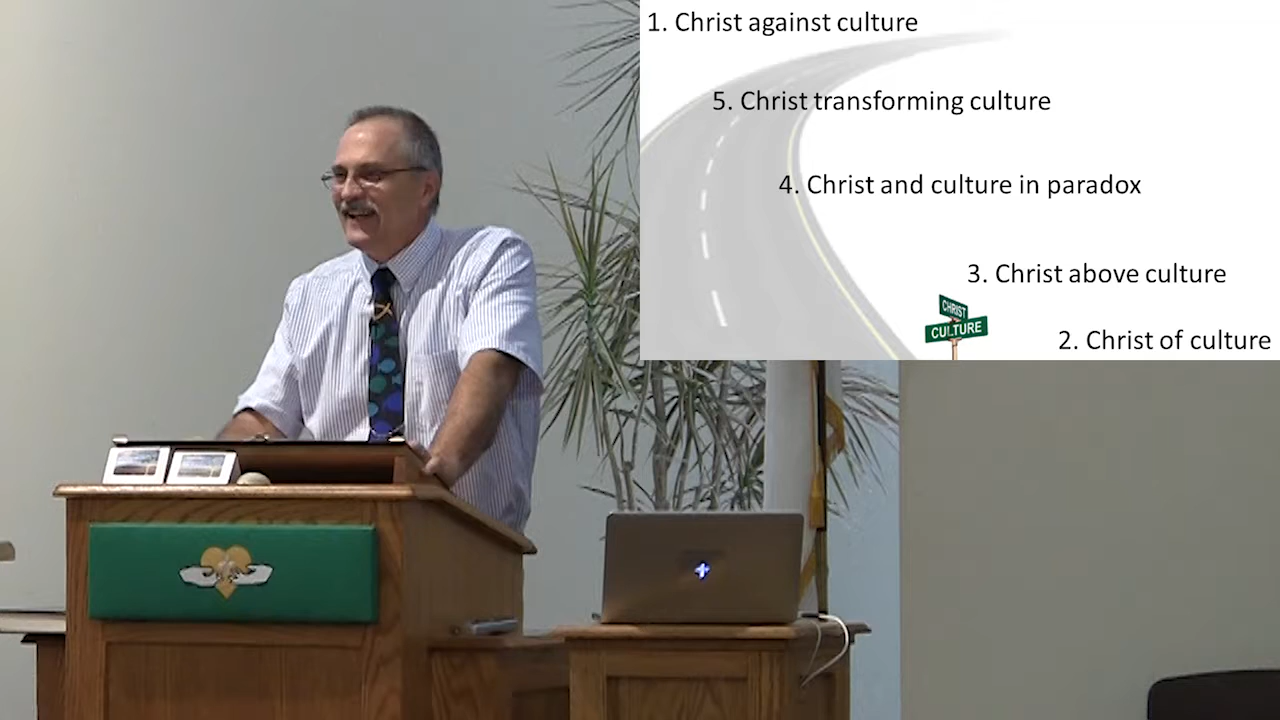 1. Christ against culture
5. Christ transforming culture
4. Christ and culture in paradox
3. Christ above culture
CHRIST
CULTURE
2. Christ of culture